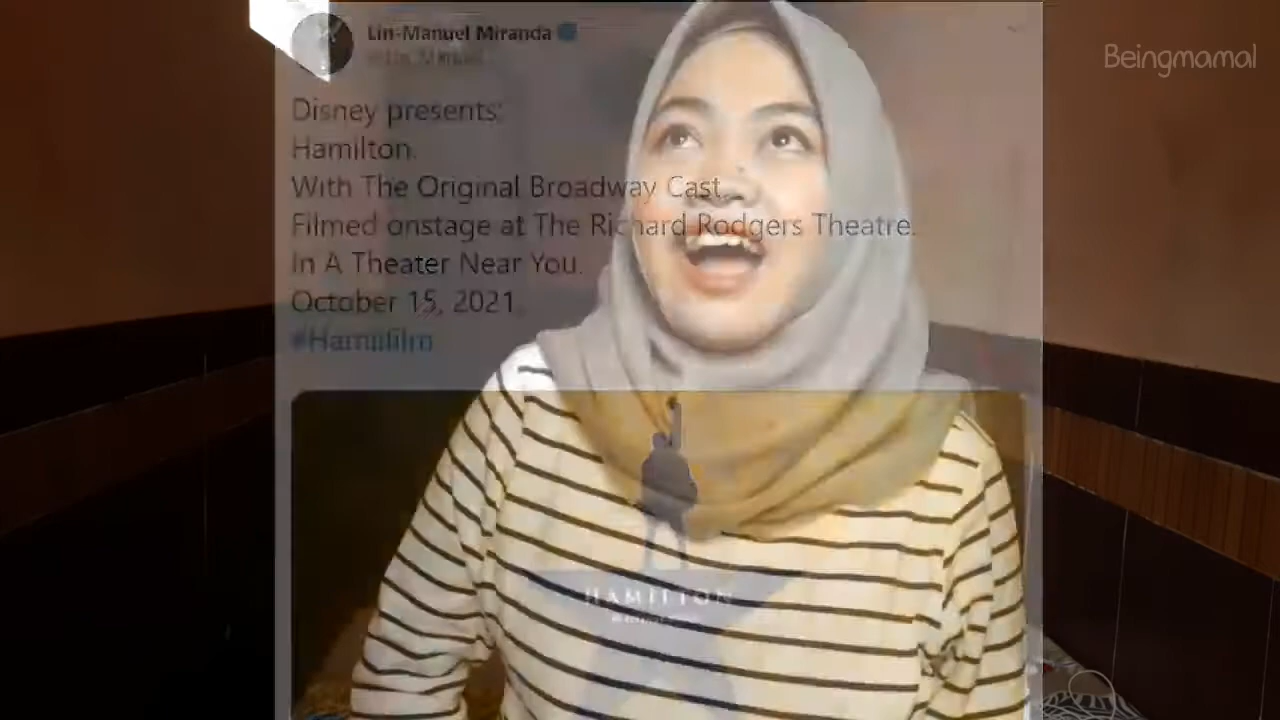 Lin-Manuel Miranda
Beingmamal
Disney presents:
Hamilton.
With The Original Broadway Cast.
Filmed onstage at The Richard Rodgers Theatre.
In A Theater Near You.
October 15, 2021.
#Hamilfilm
HAMILTON